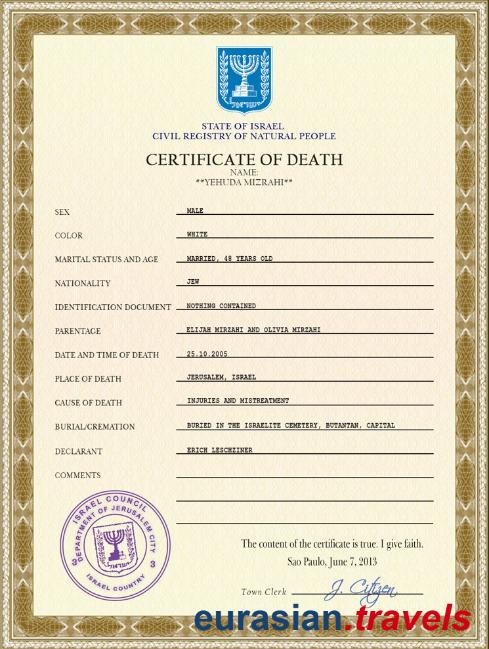 STATE OF ISRAEL
CIVIL REGISTRY OF NATURAL PEOPLE
CERTIFICATE OF DEATH
NAME:
**YEHUDA MIZRAHI**
SEX MALE
COLOR WHITE
MARITAL STATUS AND AGE MARRIED, 48 YEARS OLD
NATIONALITY JEW
IDENTIFICATION DOCUMENT NOTHING CONTAINED
PARENTAGE ELIJAH MIRZAHI AND OLIVIA MIRZAHI
DATE AND TIME OF DEATH 25.10.2005
PLACE OF DEATH JERUSALEM, ISRAEL
CAUSE OF DEATH INJURIES AND MISTREATMENT
BURIAL/CREMATION BURIED IN THE ISRAELITE CEMETERY, BUTANTAN, CAPITAL
DECLARANT ERICH LESCHZINER
COMMENTS
ISRAEL COUNCIL
DEPARTMENT OF JERUSALEM CITY
3 3
ISRAEL COUNTRY
The content of the certificate is true. I give faith.
Sao Paulo, June 7, 2013
Town Clerk J. Citizen
eurasian.travels